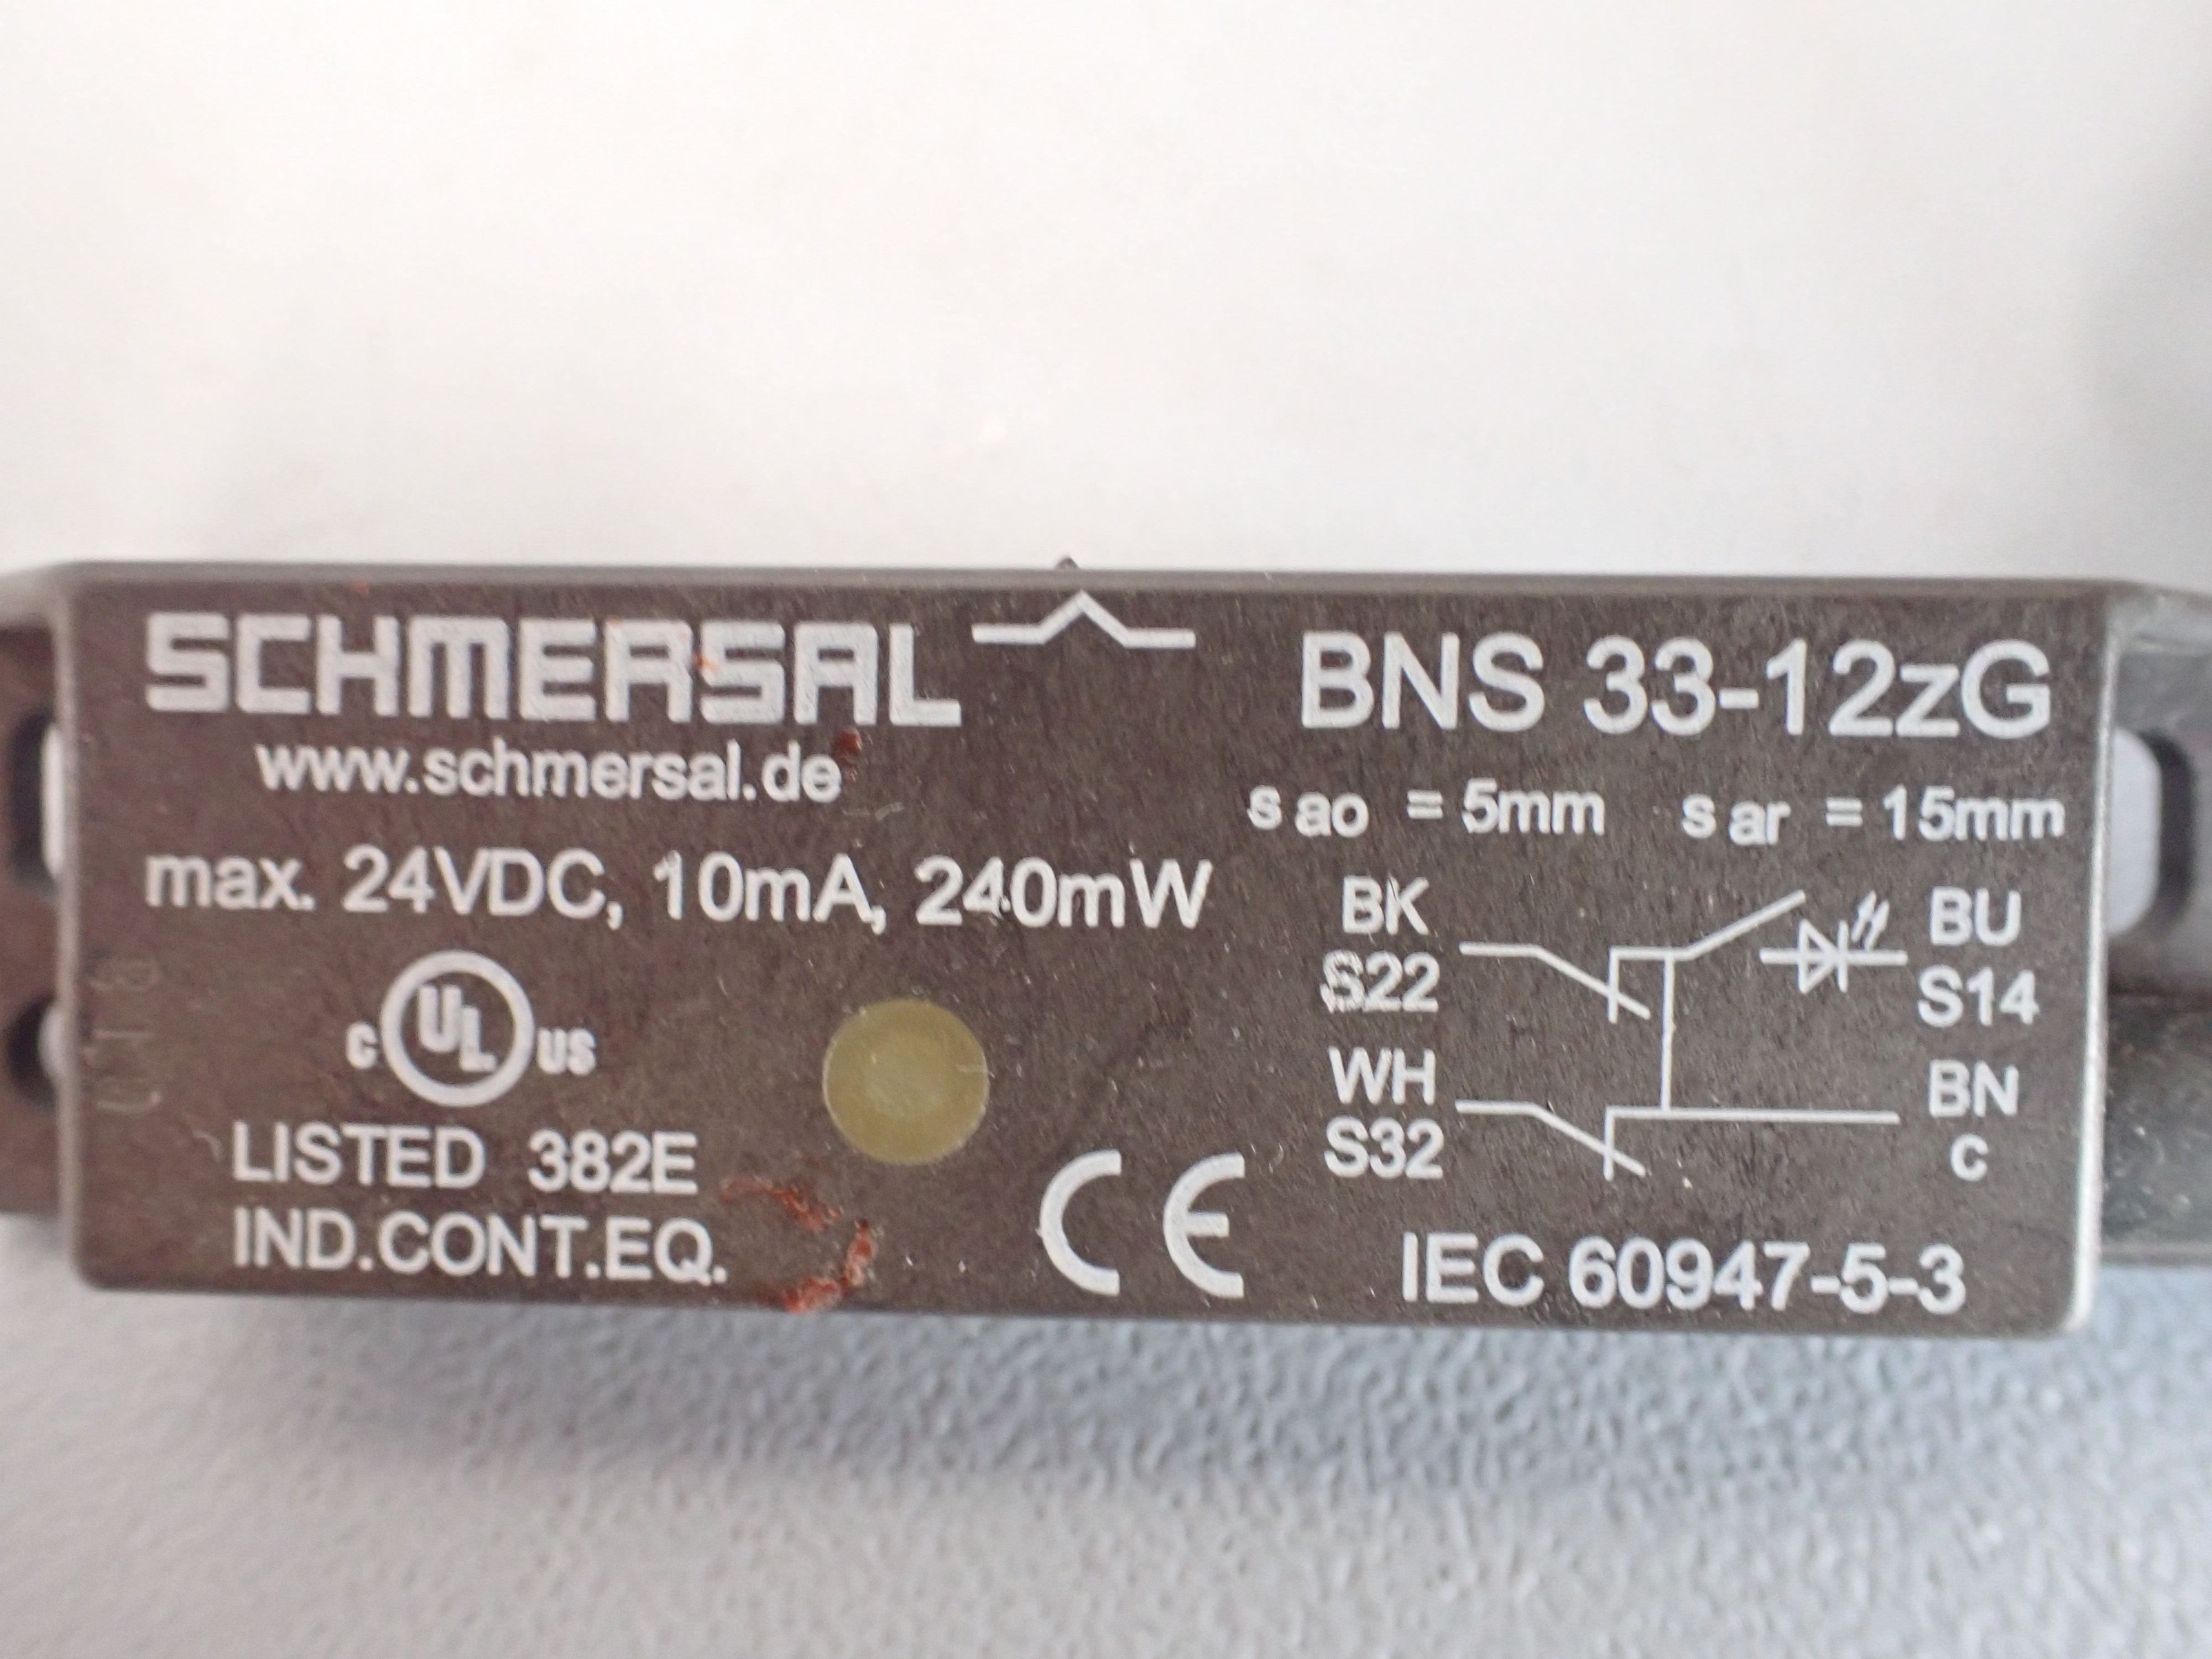 SCHMERSAL
BNS 33-12zG
www.schmersal.de
s ao = 5mm s ar = 15mm
max. 24VDC, 10mA, 240mW
BK
S22
BU
S14
c UL us
WH
S32
BN
c
LISTED 382E
IND.CONT.EQ.
CE
IEC 60947-5-3